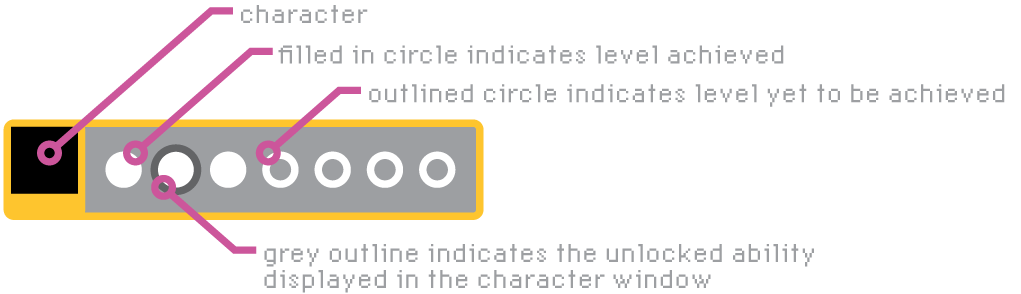 character
filled in circle indicates level achieved
outlined circle indicates level yet to be achieved
grey outline indicates the unlocked ability
displayed in the character window